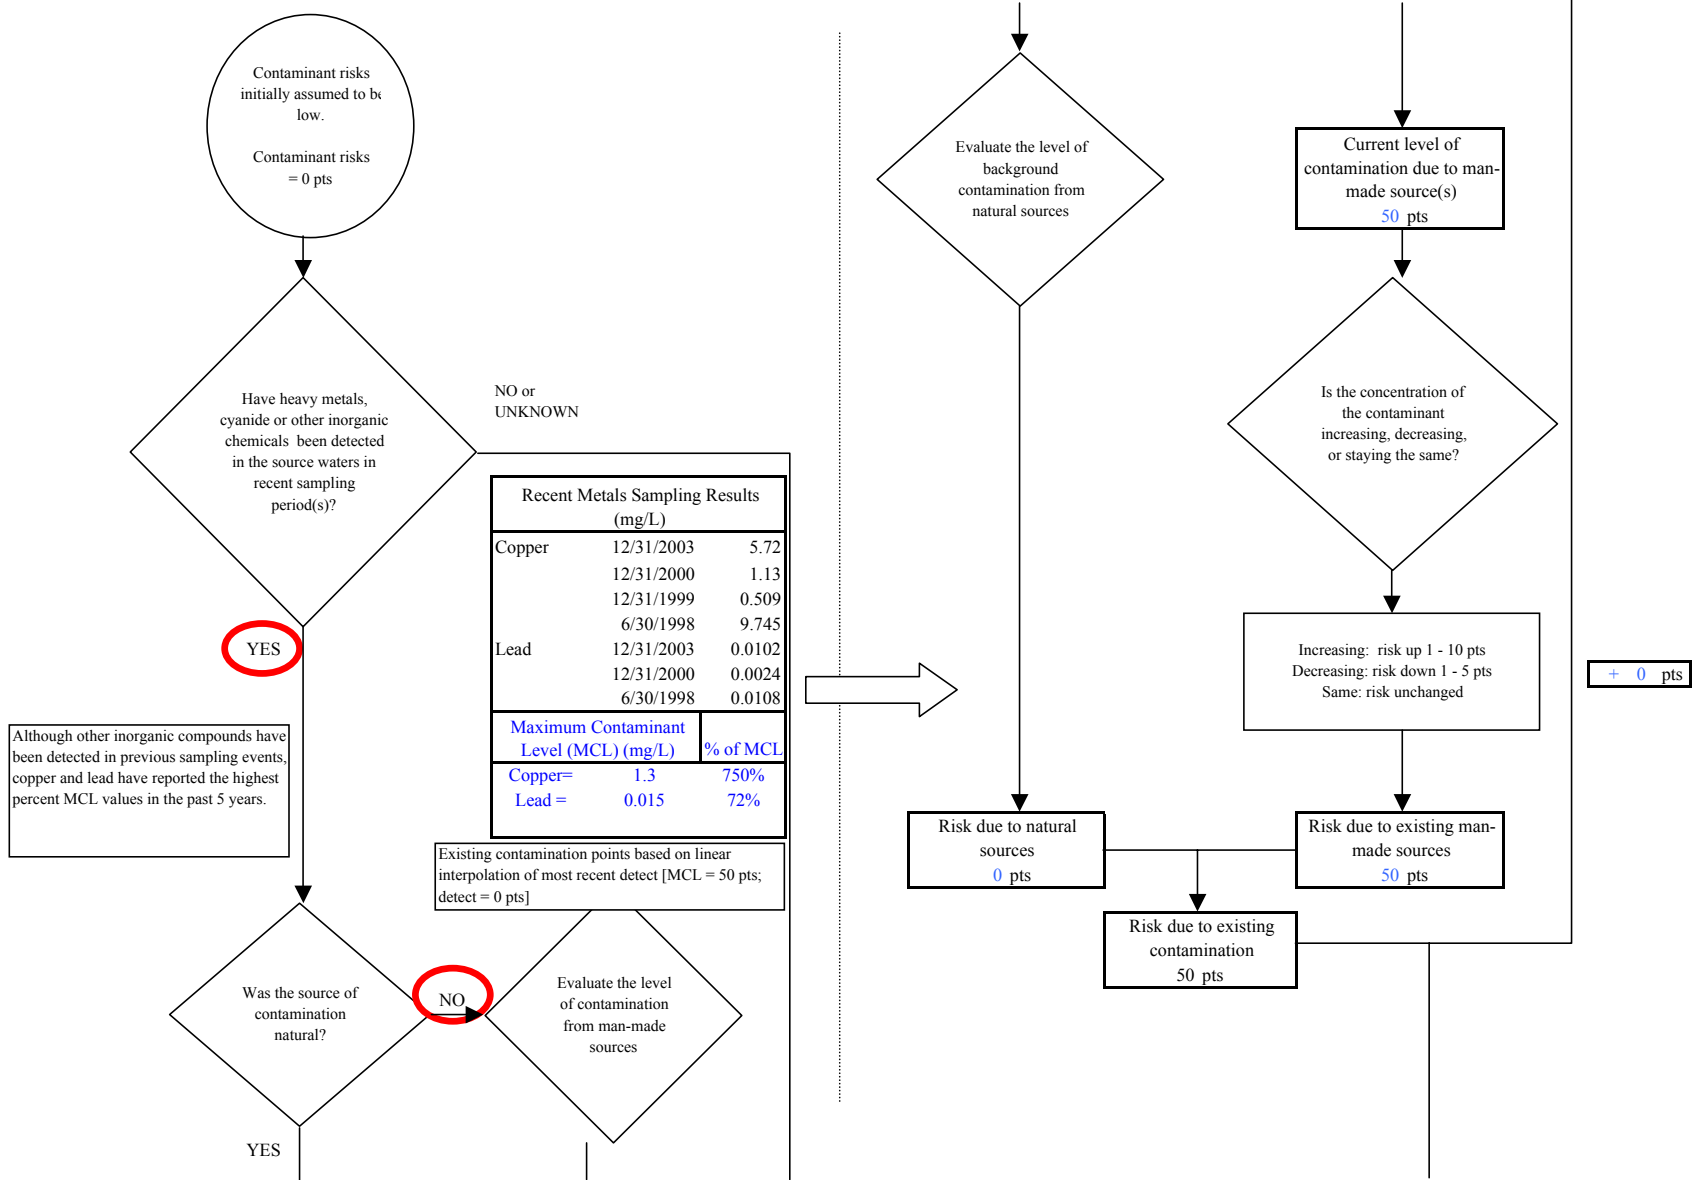 Contaminant risks
initially assumed to be
low.
Contaminant risks
= 0 pts
Have heavy metals,
cyanide or other inorganic
chemicals been detected
in the source waters in
recent sampling
period(s)?
NO or
UNKNOWN
YES
Recent Metals Sampling Results
(mg/L)
Copper 12/31/2003 5.72
12/31/2000 1.13
12/31/1999 0.509
6/30/1998 9.745
Lead 12/31/2003 0.0102
12/31/2000 0.0024
6/30/1998 0.0108
Maximum Contaminant
Level (MCL) (mg/L) % of MCL
Copper= 1.3 750%
Lead = 0.015 72%
Although other inorganic compounds have
been detected in previous sampling events,
copper and lead have reported the highest
percent MCL values in the past 5 years.
Existing contamination points based on linear
interpolation of most recent detect [MCL = 50 pts;
detect = 0 pts]
Was the source of
contamination
natural?
NO
Evaluate the level
of contamination
from man-made
sources
YES
Evaluate the level of
background
contamination from
natural sources
Current level of
contamination due to man-
made source(s)
50 pts
Is the concentration of
the contaminant
increasing, decreasing,
or staying the same?
Increasing: risk up 1 - 10 pts
Decreasing: risk down 1 - 5 pts
Same: risk unchanged
+ 0 pts
Risk due to natural
sources
0 pts
Risk due to existing man-
made sources
50 pts
Risk due to existing
contamination
50 pts